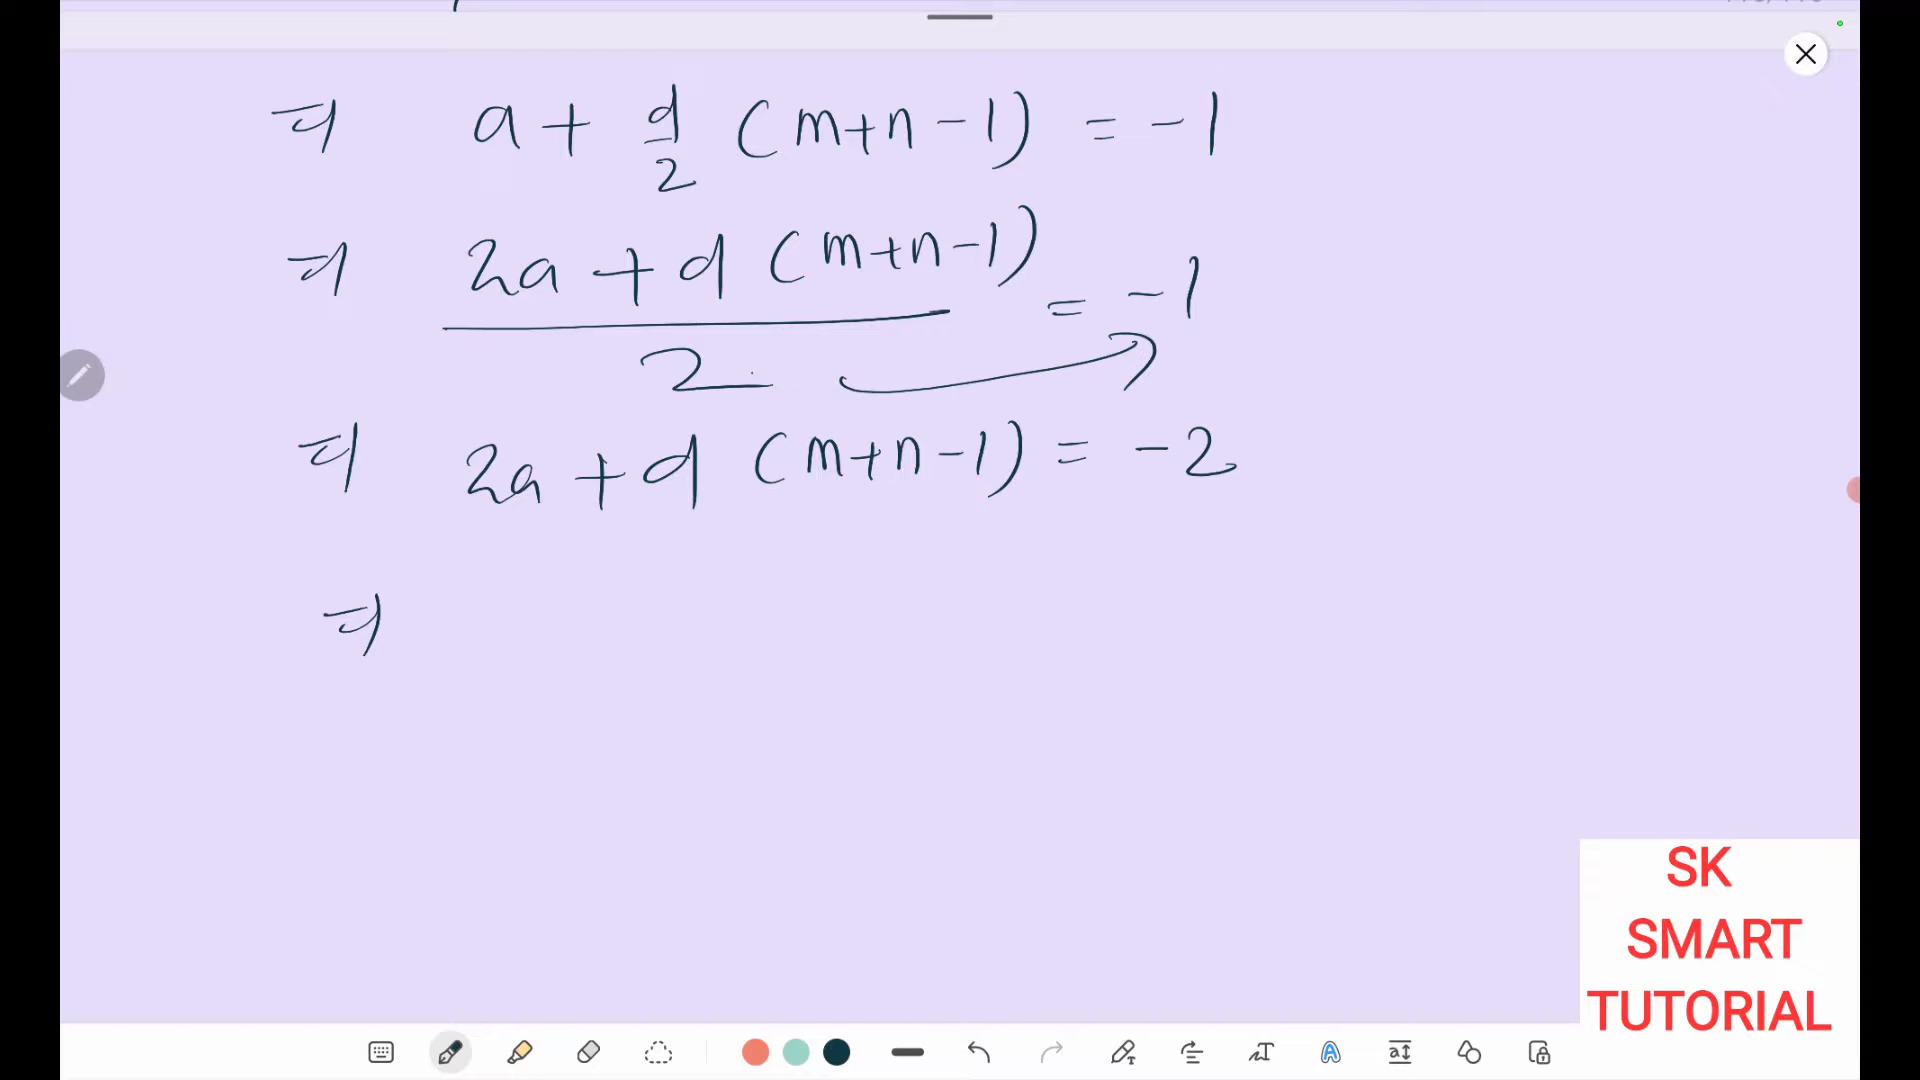 ⇒ a + d/2 (m+n-1) = -1
⇒ 2a + d (m+n-1) / 2 = -1
⇒ 2a + d (m+n-1) = -2
⇒
SK
SMART
TUTORIAL